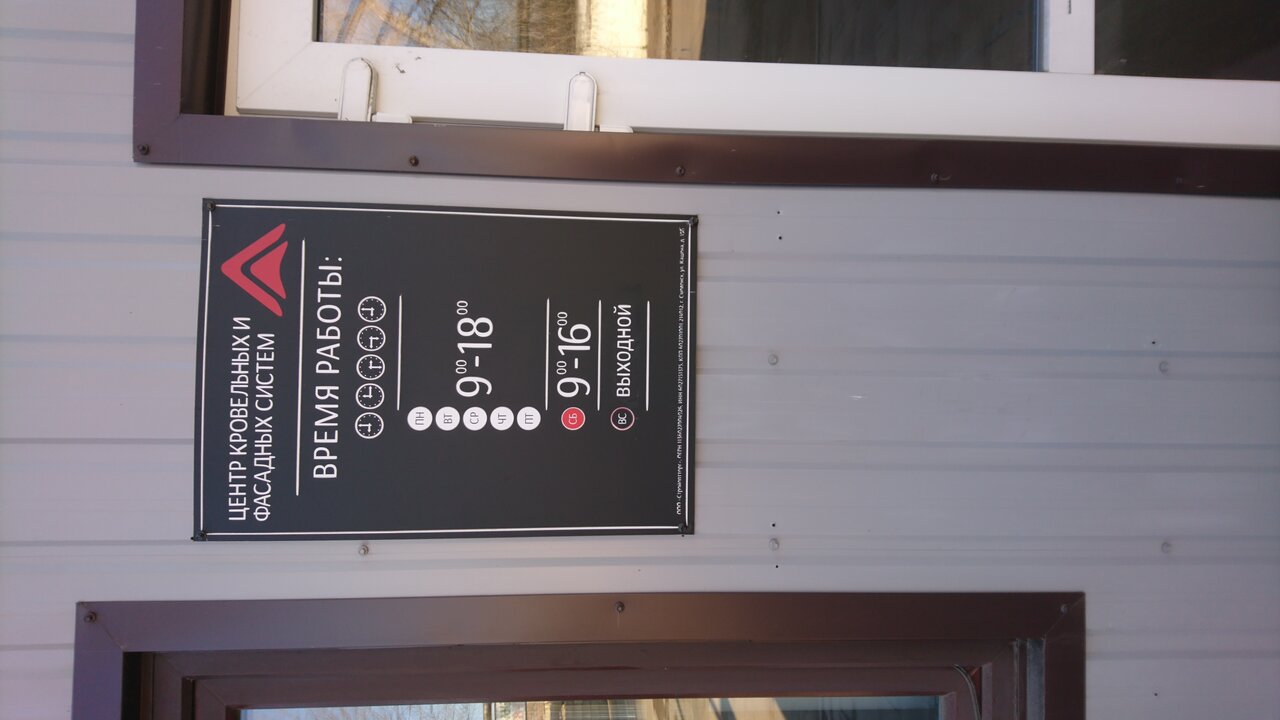 ЦЕНТР КРОВЕЛЬНЫХ И
ФАСАДНЫХ СИСТЕМ
ВРЕМЯ РАБОТЫ:
ПН
ВТ
СР 9⁰⁰-18⁰⁰
ЧТ
ПТ
СБ 9⁰⁰-16⁰⁰
ВС ВЫХОДНОЙ